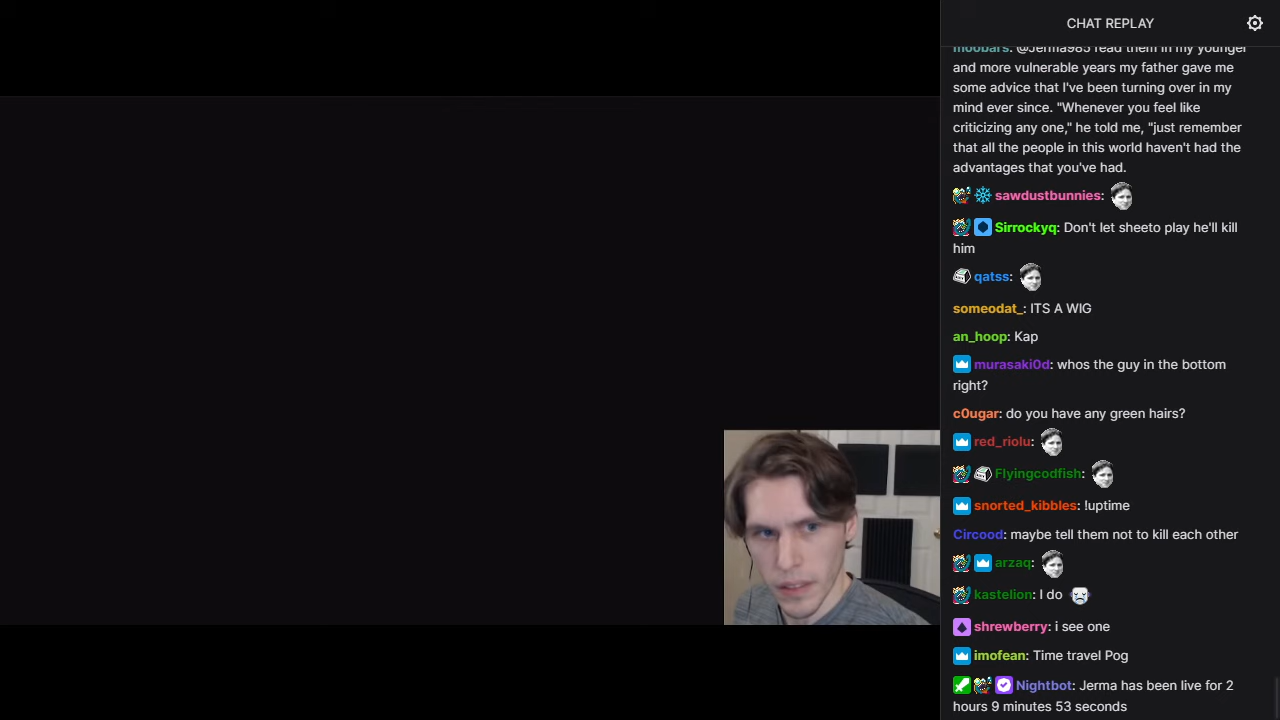 CHAT REPLAY
moobars: @Jerma985 read them in my younger
and more vulnerable years my father gave me
some advice that I've been turning over in my
mind ever since. "Whenever you feel like
criticizing any one," he told me, "just remember
that all the people in this world haven't had the
advantages that you've had.
sawdustbunnies:
Sirrockyq: Don't let sheeto play he'll kill
him
qatss:
someodat_: ITS A WIG
an_hoop: Kap
murasaki0d: whos the guy in the bottom
right?
c0ugar: do you have any green hairs?
red_riolu:
Flyingcodfish:
snorted_kibbles: !uptime
Circood: maybe tell them not to kill each other
arzaq:
kastelion: I do
shrewberry: i see one
imofean: Time travel Pog
Nightbot: Jerma has been live for 2
hours 9 minutes 53 seconds